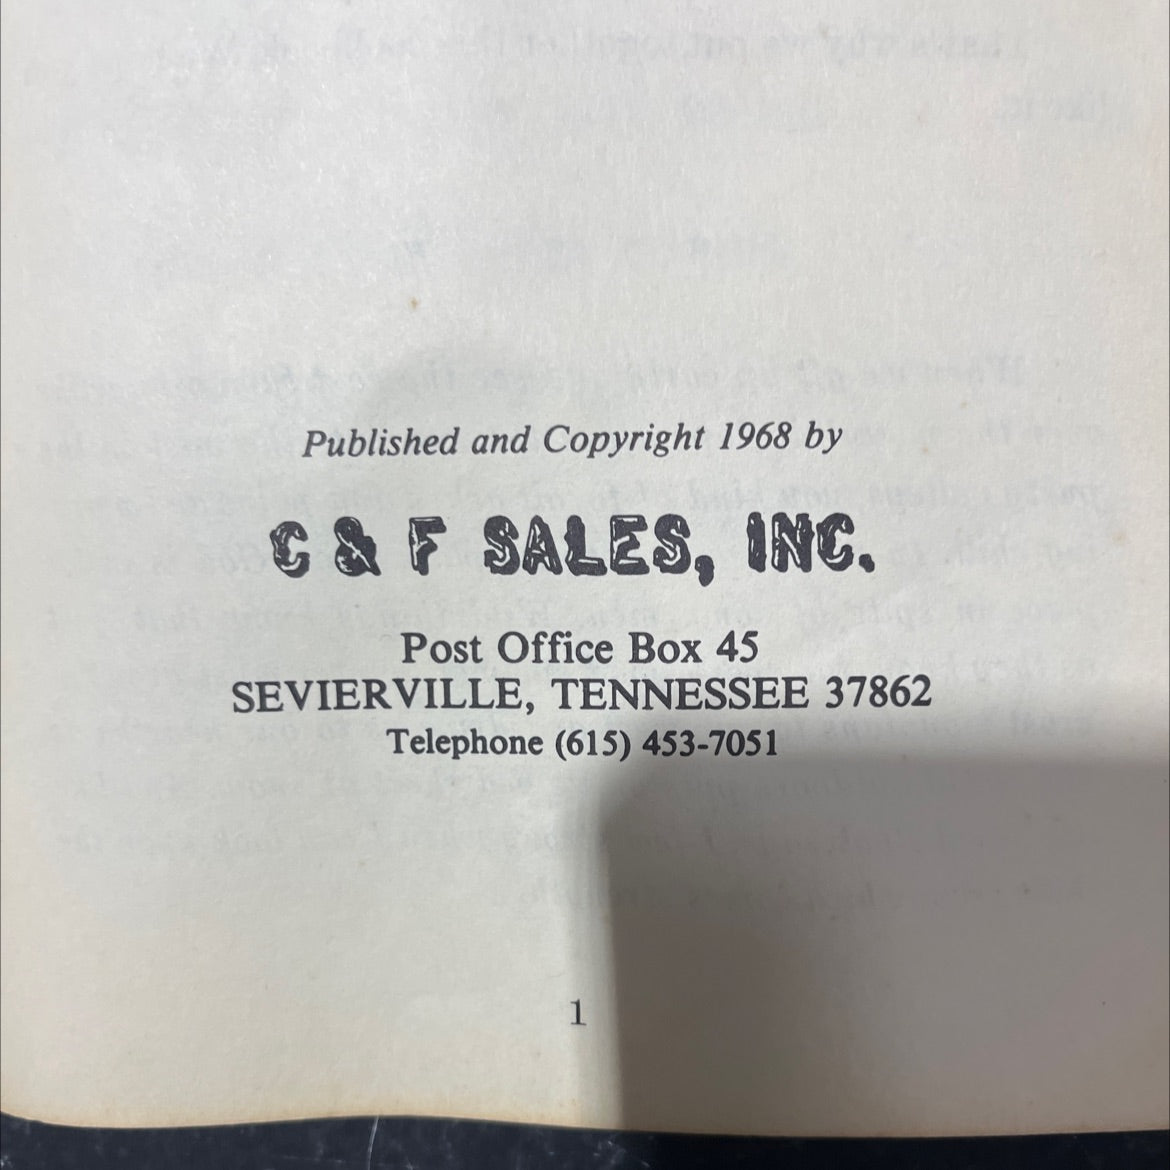 Published and Copyright 1968 by
C & F SALES, INC.
Post Office Box 45
SEVIERVILLE, TENNESSEE 37862
Telephone (615) 453-7051
1